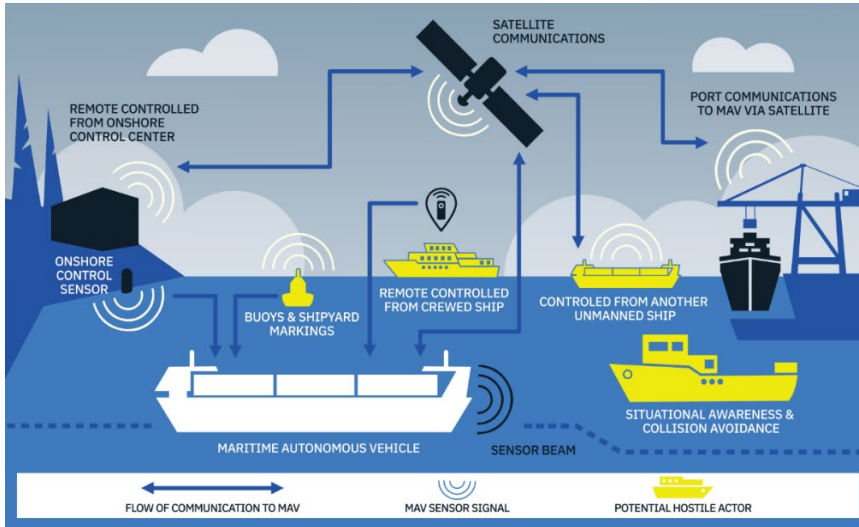 SATELLITE
COMMUNICATIONS
REMOTE CONTROLLED
FROM ONSHORE
CONTROL CENTER
PORT COMMUNICATIONS
TO MAV VIA SATELLITE
ONSHORE
CONTROL
SENSOR
BUOYS & SHIPYARD
MARKINGS
REMOTE CONTROLLED
FROM CREWED SHIP
CONTROLED FROM ANOTHER
UNMANNED SHIP
SITUATIONAL AWARENESS &
COLLISION AVOIDANCE
MARITIME AUTONOMOUS VEHICLE
SENSOR BEAM
FLOW OF COMMUNICATION TO MAV
MAV SENSOR SIGNAL
POTENTIAL HOSTILE ACTOR